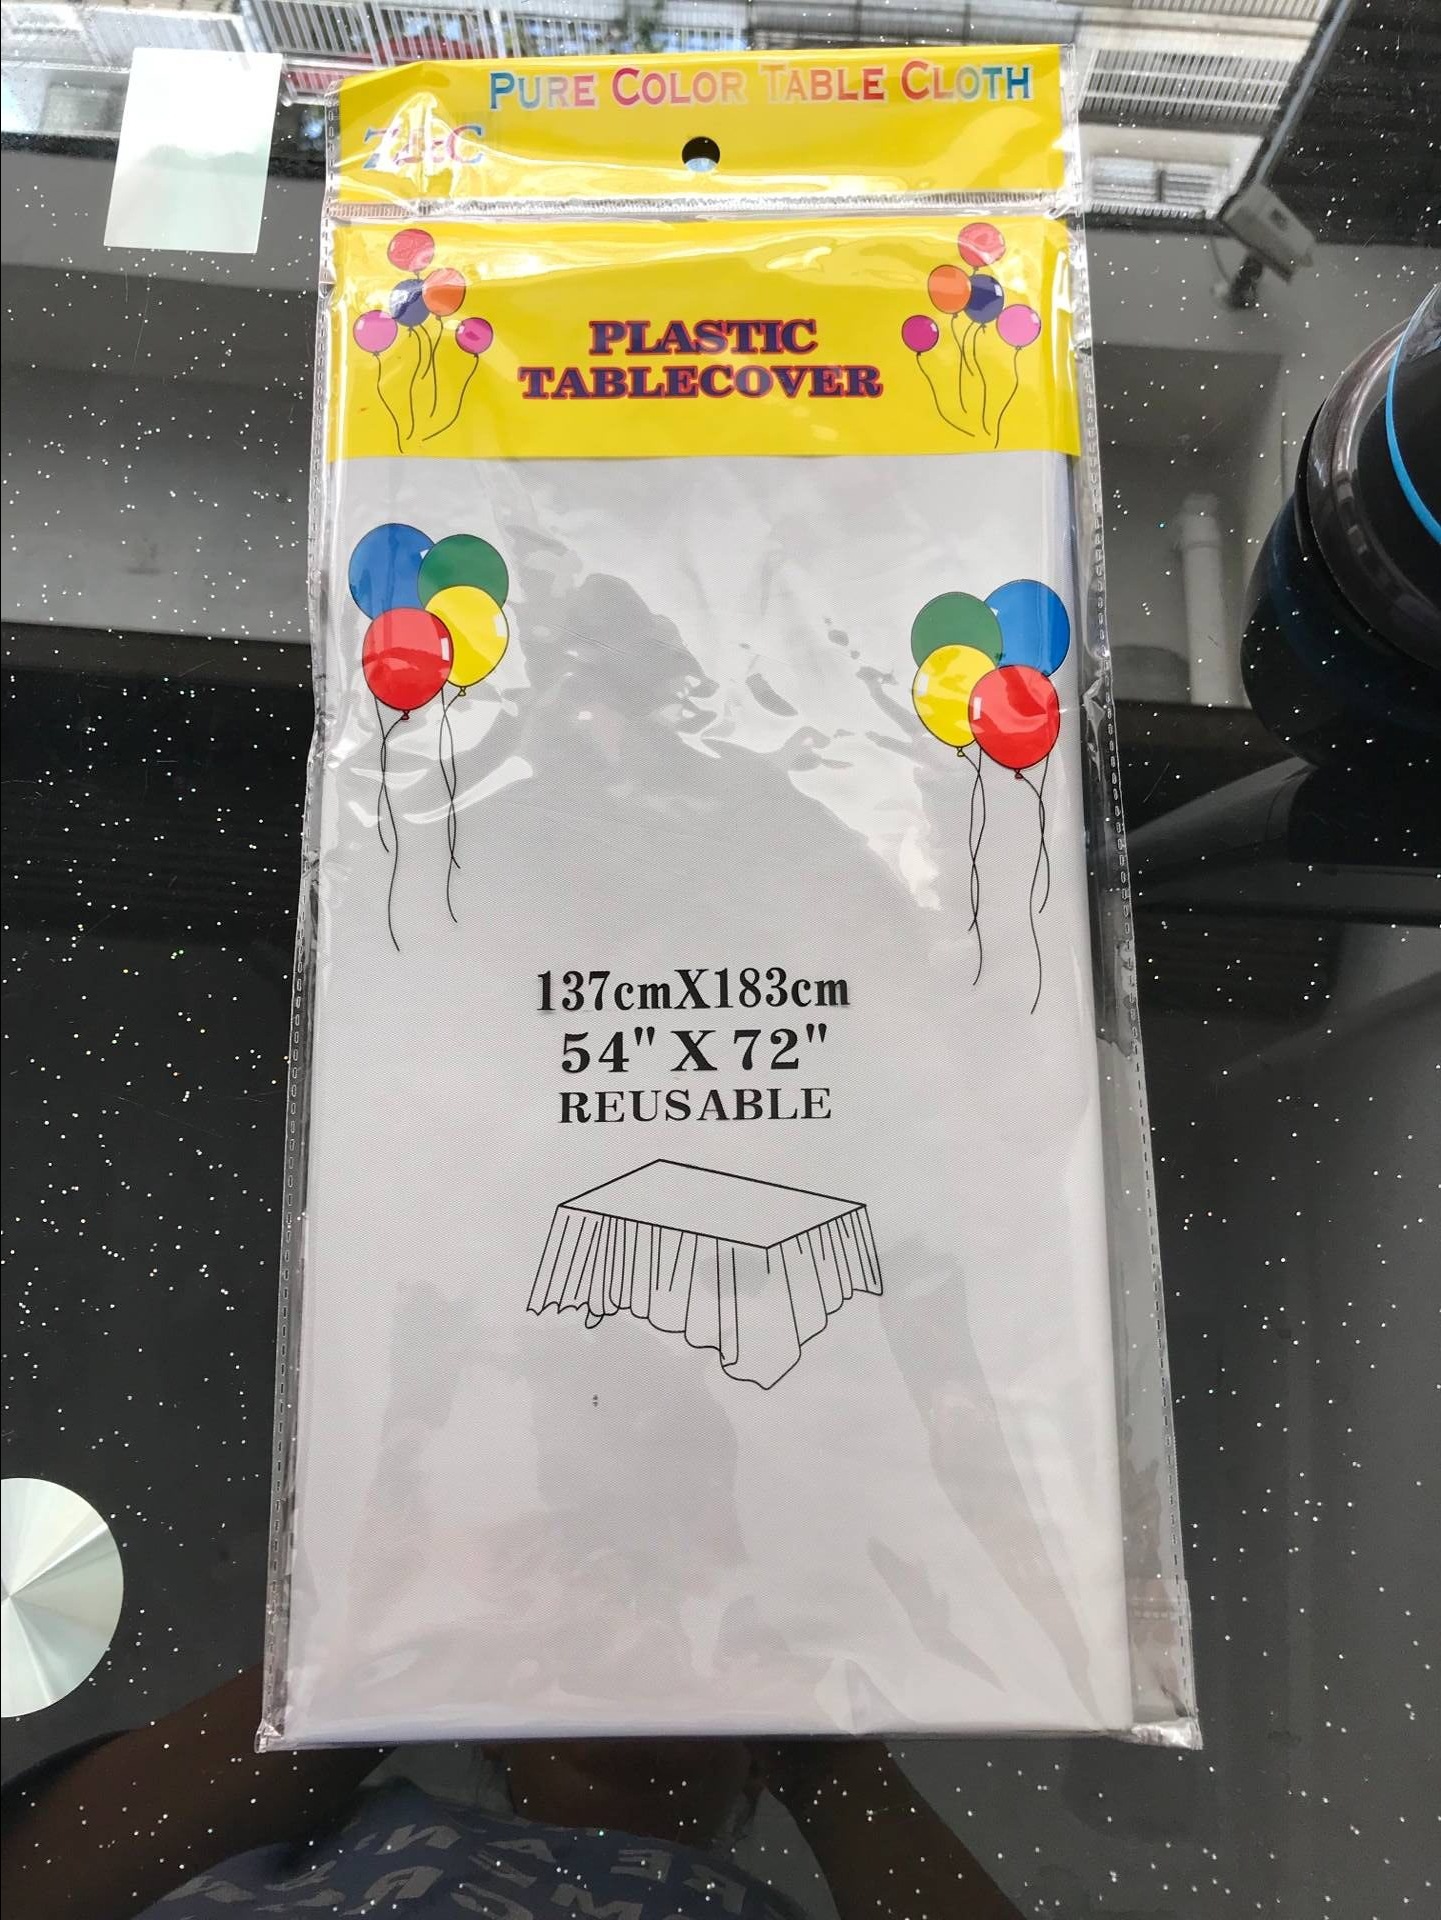 PURE COLOR TABLE CLOTH
PLASTIC
TABLECOVER
137cmX183cm
54" X 72"
REUSABLE